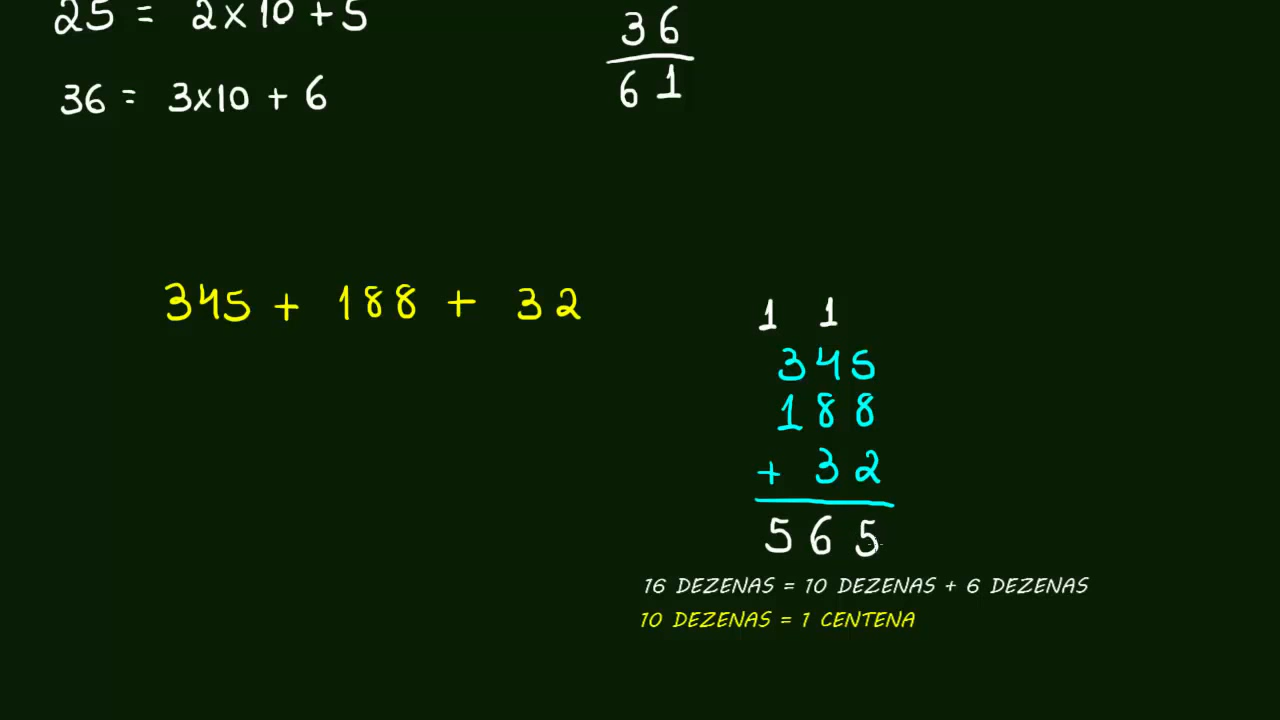 25 = 2x10 + 5
36 = 3x10 + 6
36
61
345 + 188 + 32
1 1
345
188
+ 32
565
16 DEZENAS = 10 DEZENAS + 6 DEZENAS
10 DEZENAS = 1 CENTENA